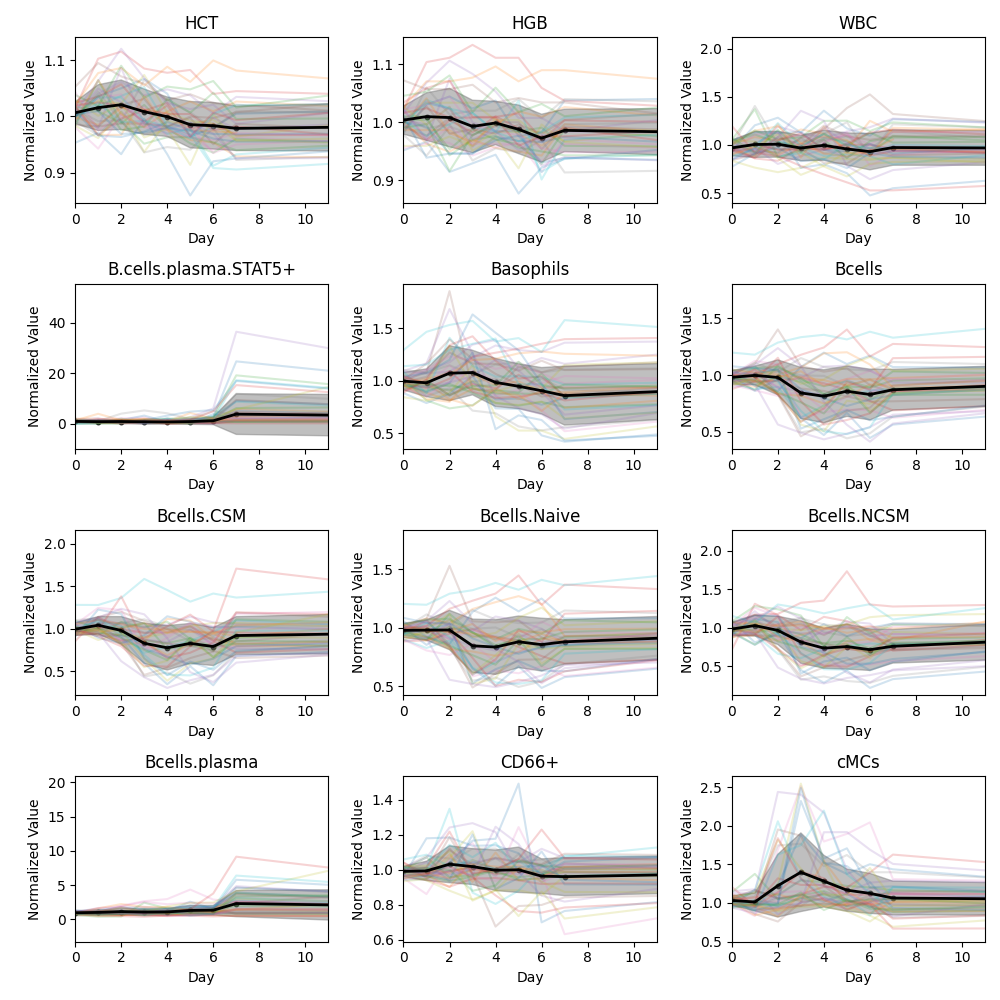 HCT HGB WBC
Normalized Value Normalized Value Normalized Value
1.1 1.0 0.9
1.1 1.0 0.9
2.0 1.5 1.0 0.5
0 2 4 6 8 10 0 2 4 6 8 10 0 2 4 6 8 10
Day Day Day
B.cells.plasma.STAT5+ Basophils Bcells
Normalized Value Normalized Value Normalized Value
40 20 0
1.5 1.0 0.5
1.5 1.0 0.5
0 2 4 6 8 10 0 2 4 6 8 10 0 2 4 6 8 10
Day Day Day
Bcells.CSM Bcells.Naive Bcells.NCSM
Normalized Value Normalized Value Normalized Value
2.0 1.5 1.0 0.5
1.5 1.0 0.5
2.0 1.5 1.0 0.5
0 2 4 6 8 10 0 2 4 6 8 10 0 2 4 6 8 10
Day Day Day
Bcells.plasma CD66+ cMCs
Normalized Value Normalized Value Normalized Value
20 15 10 5 0
1.4 1.2 1.0 0.8 0.6
2.5 2.0 1.5 1.0 0.5
0 2 4 6 8 10 0 2 4 6 8 10 0 2 4 6 8 10
Day Day Day